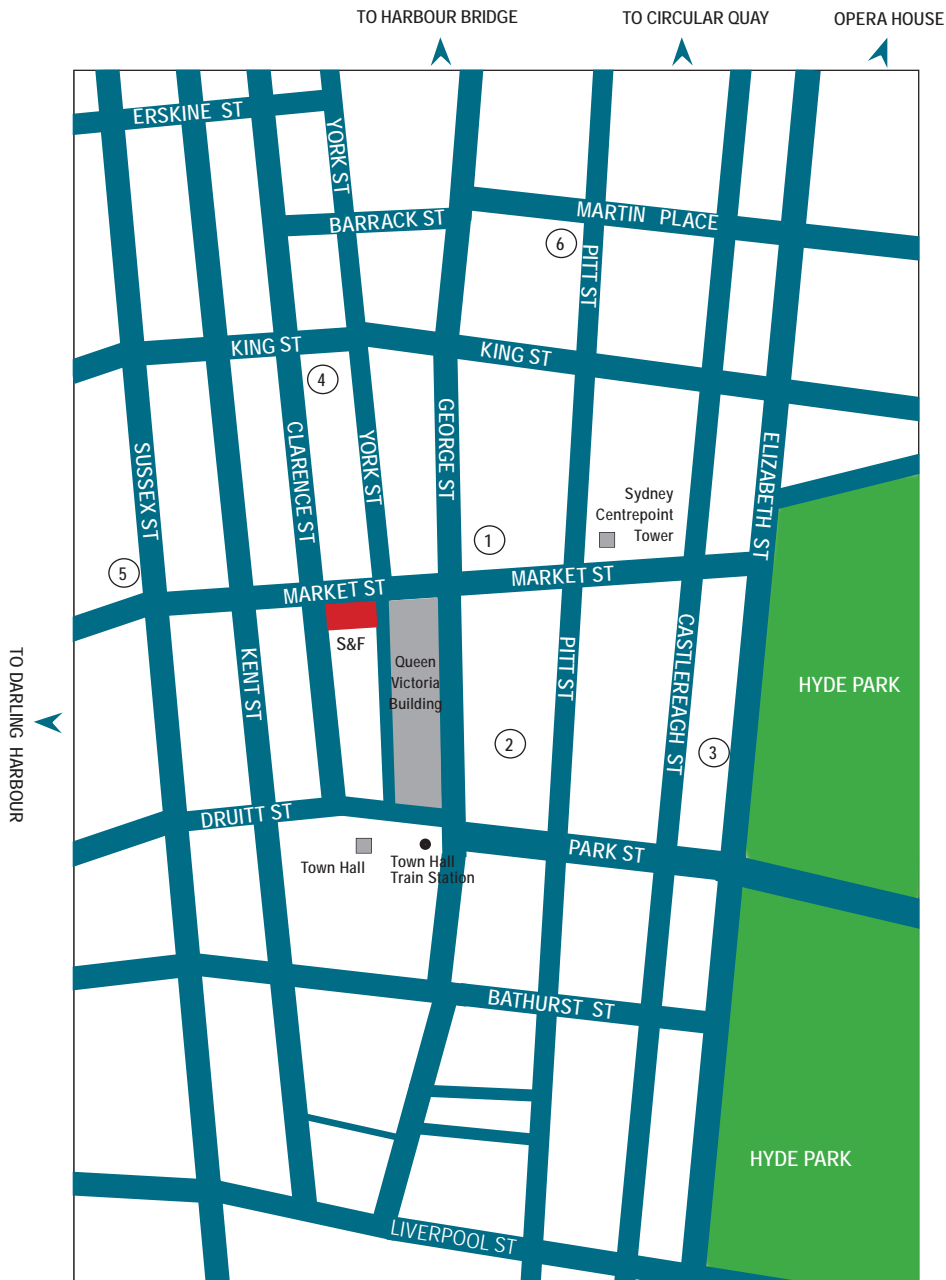 TO HARBOUR BRIDGE
TO CIRCULAR QUAY
OPERA HOUSE
ERSKINE ST
YORK ST
BARRACK ST
MARTIN PLACE
6
PITT ST
KING ST
KING ST
4
CLARENCE ST
YORK ST
GEORGE ST
SUSSEX ST
ELIZABETH ST
Sydney
Centrepoint
Tower
1
5
MARKET ST
MARKET ST
S&F
Queen
Victoria
Building
KENT ST
PITT ST
CASTLEREAGH ST
HYDE PARK
TO DARLING HARBOUR
2
3
DRUITT ST
PARK ST
Town Hall
Town Hall
Train Station
BATHURST ST
HYDE PARK
LIVERPOOL ST